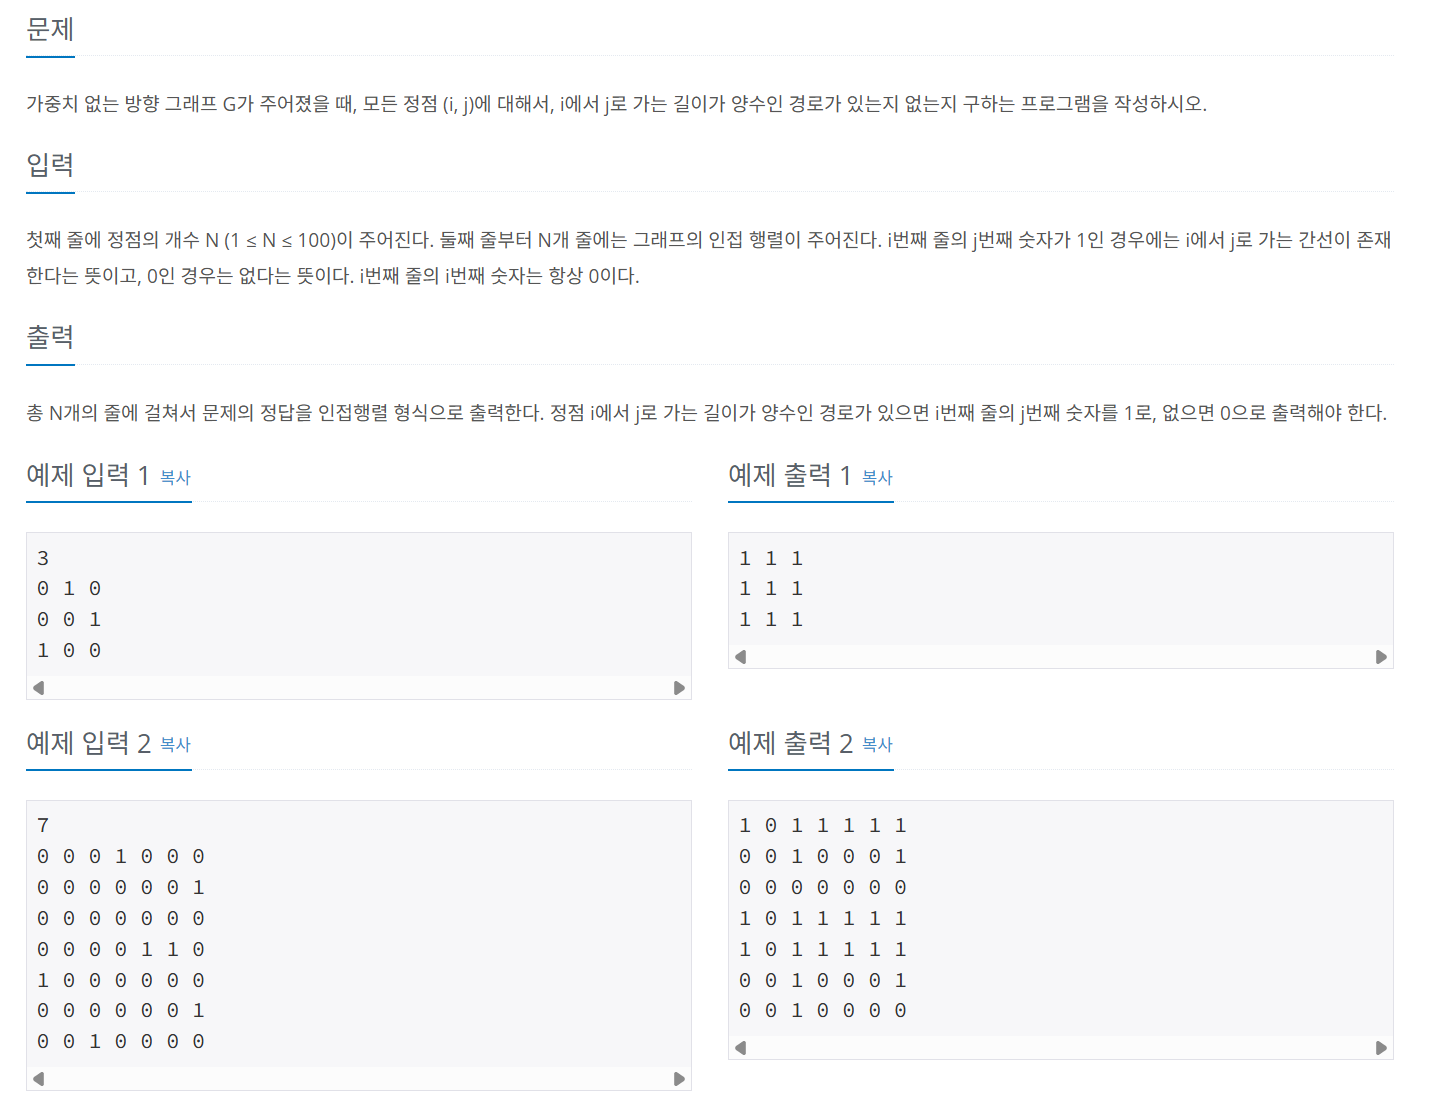 문제
가중치 없는 방향 그래프 G가 주어졌을 때, 모든 정점 (i, j)에 대해서, i에서 j로 가는 길이가 양수인 경로가 있는지 없는지 구하는 프로그램을 작성하시오.
입력
첫째 줄에 정점의 개수 N (1 ≤ N ≤ 100)이 주어진다. 둘째 줄부터 N개 줄에는 그래프의 인접 행렬이 주어진다. i번째 줄의 j번째 숫자가 1인 경우에는 i에서 j로 가는 간선이 존재
한다는 뜻이고, 0인 경우는 없다는 뜻이다. i번째 줄의 i번째 숫자는 항상 0이다.
출력
총 N개의 줄에 걸쳐서 문제의 정답을 인접행렬 형식으로 출력한다. 정점 i에서 j로 가는 길이가 양수인 경로가 있으면 i번째 줄의 j번째 숫자를 1로, 없으면 0으로 출력해야 한다.
예제 입력 1 복사
3
0 1 0
0 0 1
1 0 0
예제 출력 1 복사
1 1 1
1 1 1
1 1 1
예제 입력 2 복사
7
0 0 0 1 0 0 0
0 0 0 0 0 0 1
0 0 0 0 0 0 0
0 0 0 0 1 1 0
1 0 0 0 0 0 0
0 0 0 0 0 0 1
0 0 1 0 0 0 0
예제 출력 2 복사
1 0 1 1 1 1 1
0 0 1 0 0 0 1
0 0 0 0 0 0 0
1 0 1 1 1 1 1
1 0 1 1 1 1 1
0 0 1 0 0 0 1
0 0 1 0 0 0 0